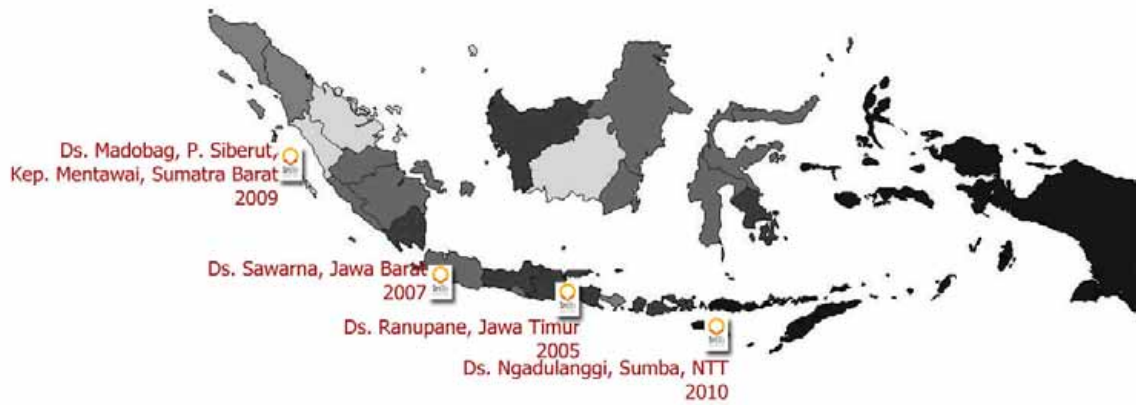 Ds. Madobag, P. Siberut,
Kep. Mentawai, Sumatra Barat
2009
Ds. Sawarna, Jawa Barat
2007
Ds. Ranupane, Jawa Timur
2005
Ds. Ngadulanggi, Sumba, NTT
2010